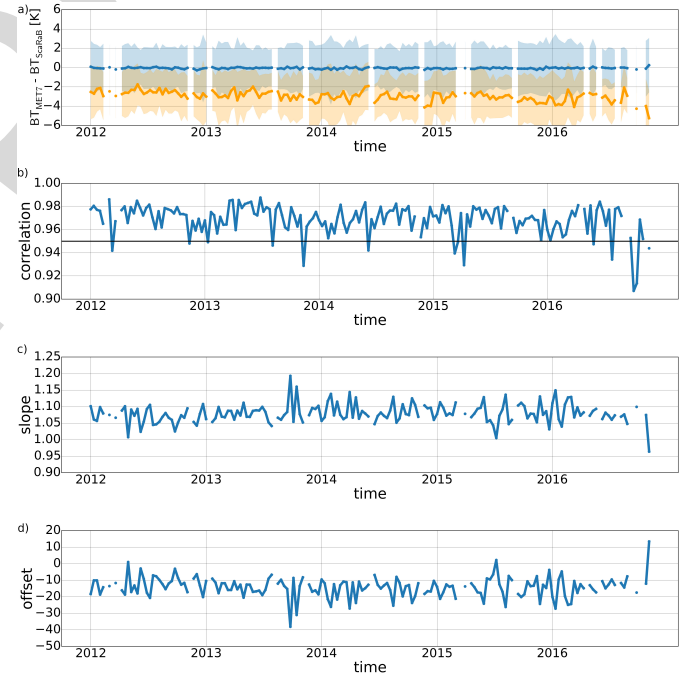 a)
BT_MET7 - BT_ScaRaB [K]
6
4
2
0
−2
−4
−6
2012 2013 2014 2015 2016
time
b)
correlation
1.00
0.98
0.96
0.94
0.92
0.90
2012 2013 2014 2015 2016
time
c)
slope
1.25
1.20
1.15
1.10
1.05
1.00
0.95
0.90
2012 2013 2014 2015 2016
time
d)
offset
20
10
0
−10
−20
−30
−40
−50
2012 2013 2014 2015 2016
time